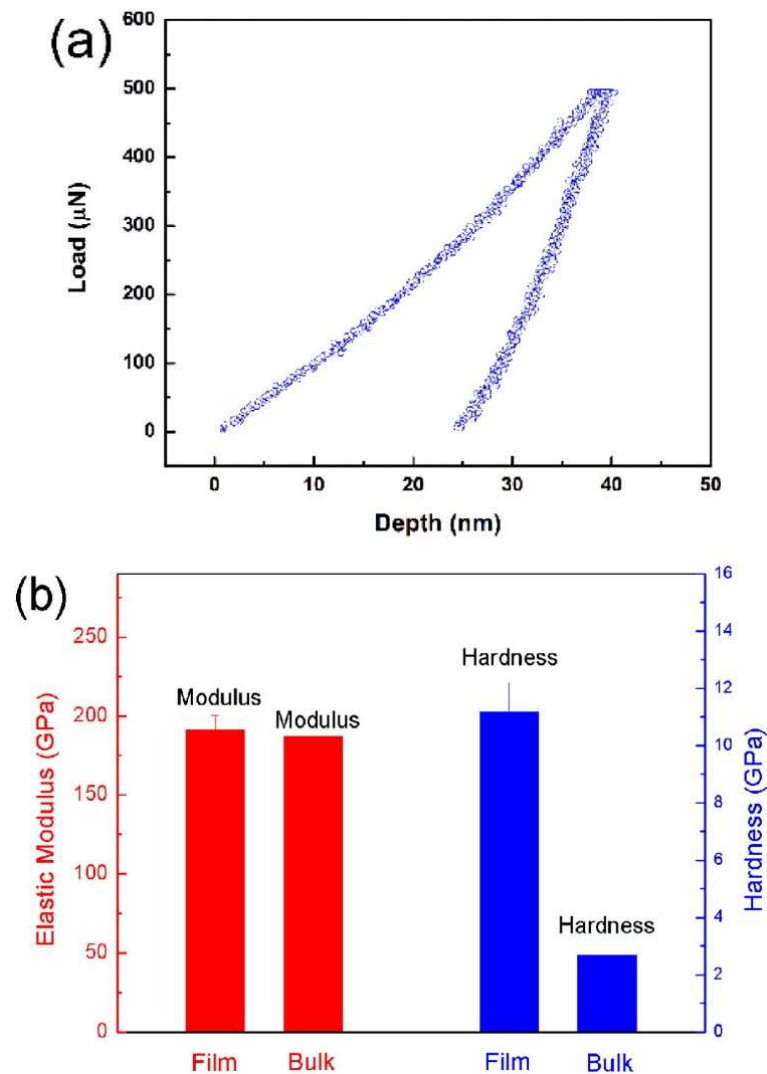 (a)
600
500
400
300
200
100
0
Load (μN)
0 10 20 30 40 50
Depth (nm)
(b)
250
200
150
100
50
0
Elastic Modulus (GPa)
Modulus
Modulus
Hardness
Hardness
16
14
12
10
8
6
4
2
0
Hardness (GPa)
Film Bulk Film Bulk